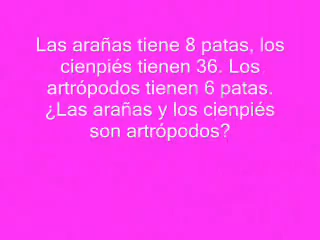 Las arañas tiene 8 patas, los
cienpiés tienen 36. Los
artrópodos tienen 6 patas.
¿Las arañas y los cienpiés
son artrópodos?